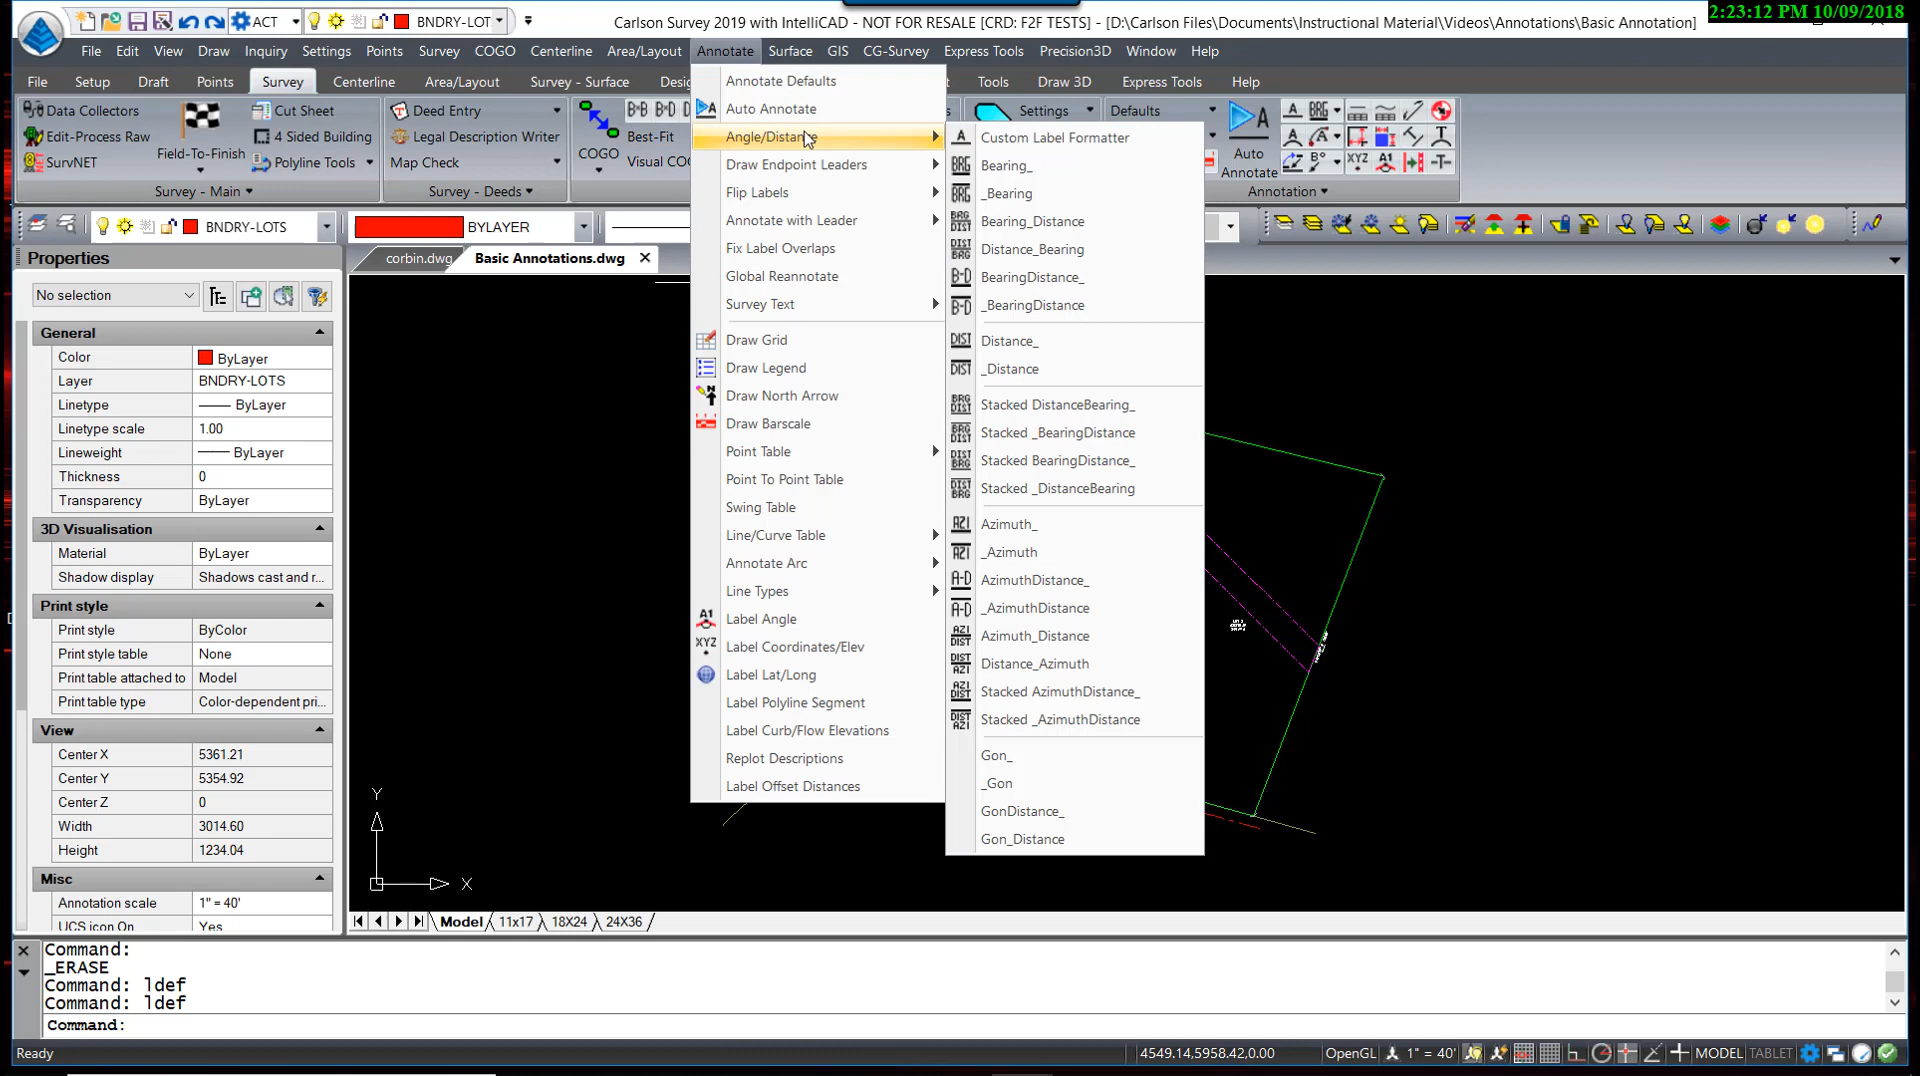 ACT
BNDRY-LOT
Carlson Survey 2019 with IntelliCAD - NOT FOR RESALE [CRD: F2F TESTS] - [D:\Carlson Files\Documents\Instructional Material\Videos\Annotations\Basic Annotation]
2:23:12 PM 10/09/2018
File Edit View Draw Inquiry Settings Points Survey COGO Centerline Area/Layout Annotate Surface GIS CG-Survey Express Tools Precision3D Window Help
File Setup Draft Points Survey Centerline Area/Layout Survey - Surface Desig Tools Draw 3D Express Tools Help
Data Collectors
Edit-Process Raw
SurvNET
Field-To-Finish
Cut Sheet
4 Sided Building
Polyline Tools
Survey - Main
Deed Entry
Legal Description Writer
Map Check
Survey - Deeds
COGO
Best-Fit
Visual CO
Settings
Defaults
Auto
Annotate
Annotation
BNDRY-LOTS
BYLAYER
corbin.dwg
Basic Annotations.dwg
Properties
No selection
General
Color ByLayer
Layer BNDRY-LOTS
Linetype ByLayer
Linetype scale 1.00
Lineweight ByLayer
Thickness 0
Transparency ByLayer
3D Visualisation
Material ByLayer
Shadow display Shadows cast and r...
Print style
Print style ByColor
Print style table None
Print table attached to Model
Print table type Color-dependent pri...
View
Center X 5361.21
Center Y 5354.92
Center Z 0
Width 3014.60
Height 1234.04
Misc
Annotation scale 1" = 40'
UCS icon On Yes
Annotate Defaults
Auto Annotate
Angle/Distance
Draw Endpoint Leaders
Flip Labels
Annotate with Leader
Fix Label Overlaps
Global Reannotate
Survey Text
Draw Grid
Draw Legend
Draw North Arrow
Draw Barscale
Point Table
Point To Point Table
Swing Table
Line/Curve Table
Annotate Arc
Line Types
Label Angle
Label Coordinates/Elev
Label Lat/Long
Label Polyline Segment
Label Curb/Flow Elevations
Replot Descriptions
Label Offset Distances
Custom Label Formatter
Bearing_
_Bearing
Bearing_Distance
Distance_Bearing
BearingDistance_
_BearingDistance
Distance_
_Distance
Stacked DistanceBearing_
Stacked _BearingDistance
Stacked BearingDistance_
Stacked _DistanceBearing
Azimuth_
_Azimuth
AzimuthDistance_
_AzimuthDistance
Azimuth_Distance
Distance_Azimuth
Stacked AzimuthDistance_
Stacked _AzimuthDistance
Gon_
_Gon
GonDistance_
Gon_Distance
Y
X
Model 11x17 18X24 24X36
Command:
_ERASE
Command: ldef
Command: ldef
Command:
Ready
4549.14,5958.42,0.00 OpenGL 1" = 40' MODEL TABLET